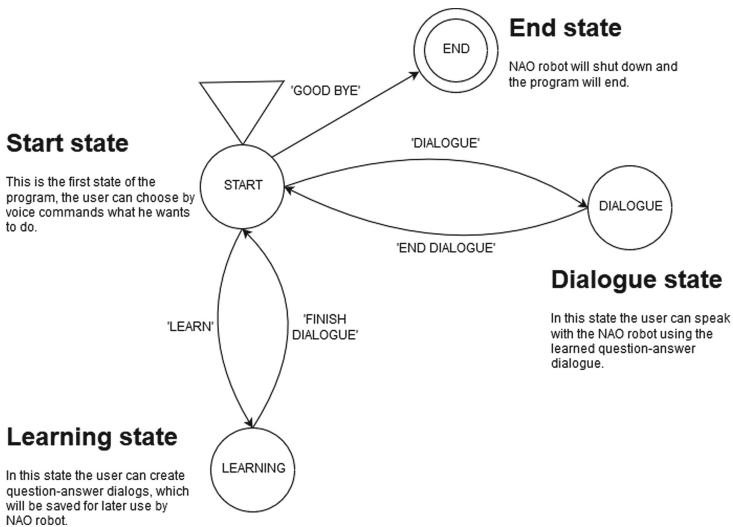 End state
END
NAO robot will shut down and
the program will end.
'GOOD BYE'
Start state
This is the first state of the
program, the user can choose by
voice commands what he wants
to do.
START
'DIALOGUE'
DIALOGUE
'END DIALOGUE'
Dialogue state
In this state the user can speak
with the NAO robot using the
learned question-answer
dialogue.
'LEARN'
'FINISH
DIALOGUE'
Learning state
In this state the user can create
question-answer dialogs, which
will be saved for later use by
NAO robot.
LEARNING